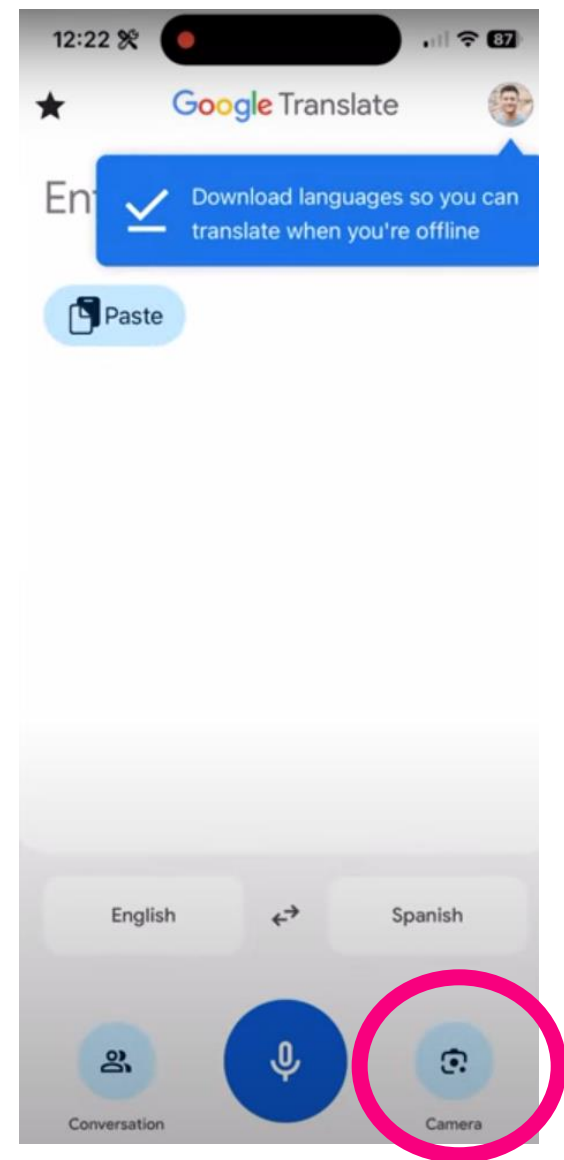 12:22
87
Google Translate
Download languages so you can
translate when you're offline
Paste
English
Spanish
Conversation
Camera